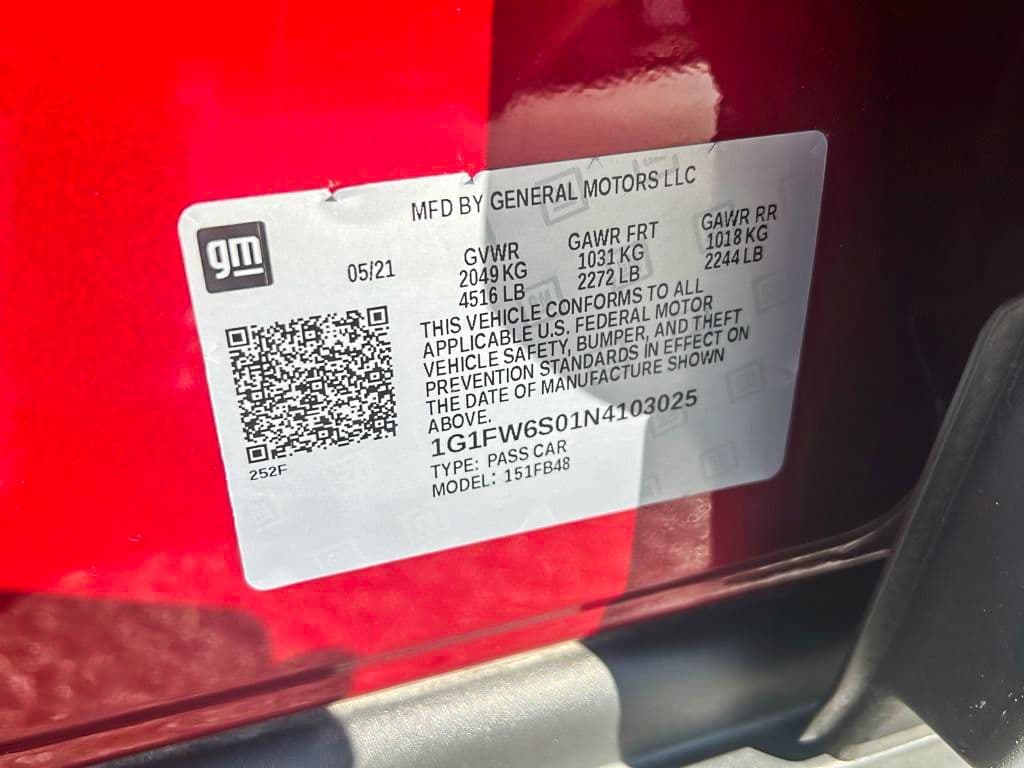 MFD BY GENERAL MOTORS LLC
gm
05/21
GVWR
2049 KG
4516 LB
GAWR FRT
1031 KG
2272 LB
GAWR RR
1018 KG
2244 LB
THIS VEHICLE CONFORMS TO ALL
APPLICABLE U.S. FEDERAL MOTOR
VEHICLE SAFETY, BUMPER, AND THEFT
PREVENTION STANDARDS IN EFFECT ON
THE DATE OF MANUFACTURE SHOWN
ABOVE.
1G1FW6S01N4103025
TYPE: PASS CAR
MODEL: 151FB48
252F